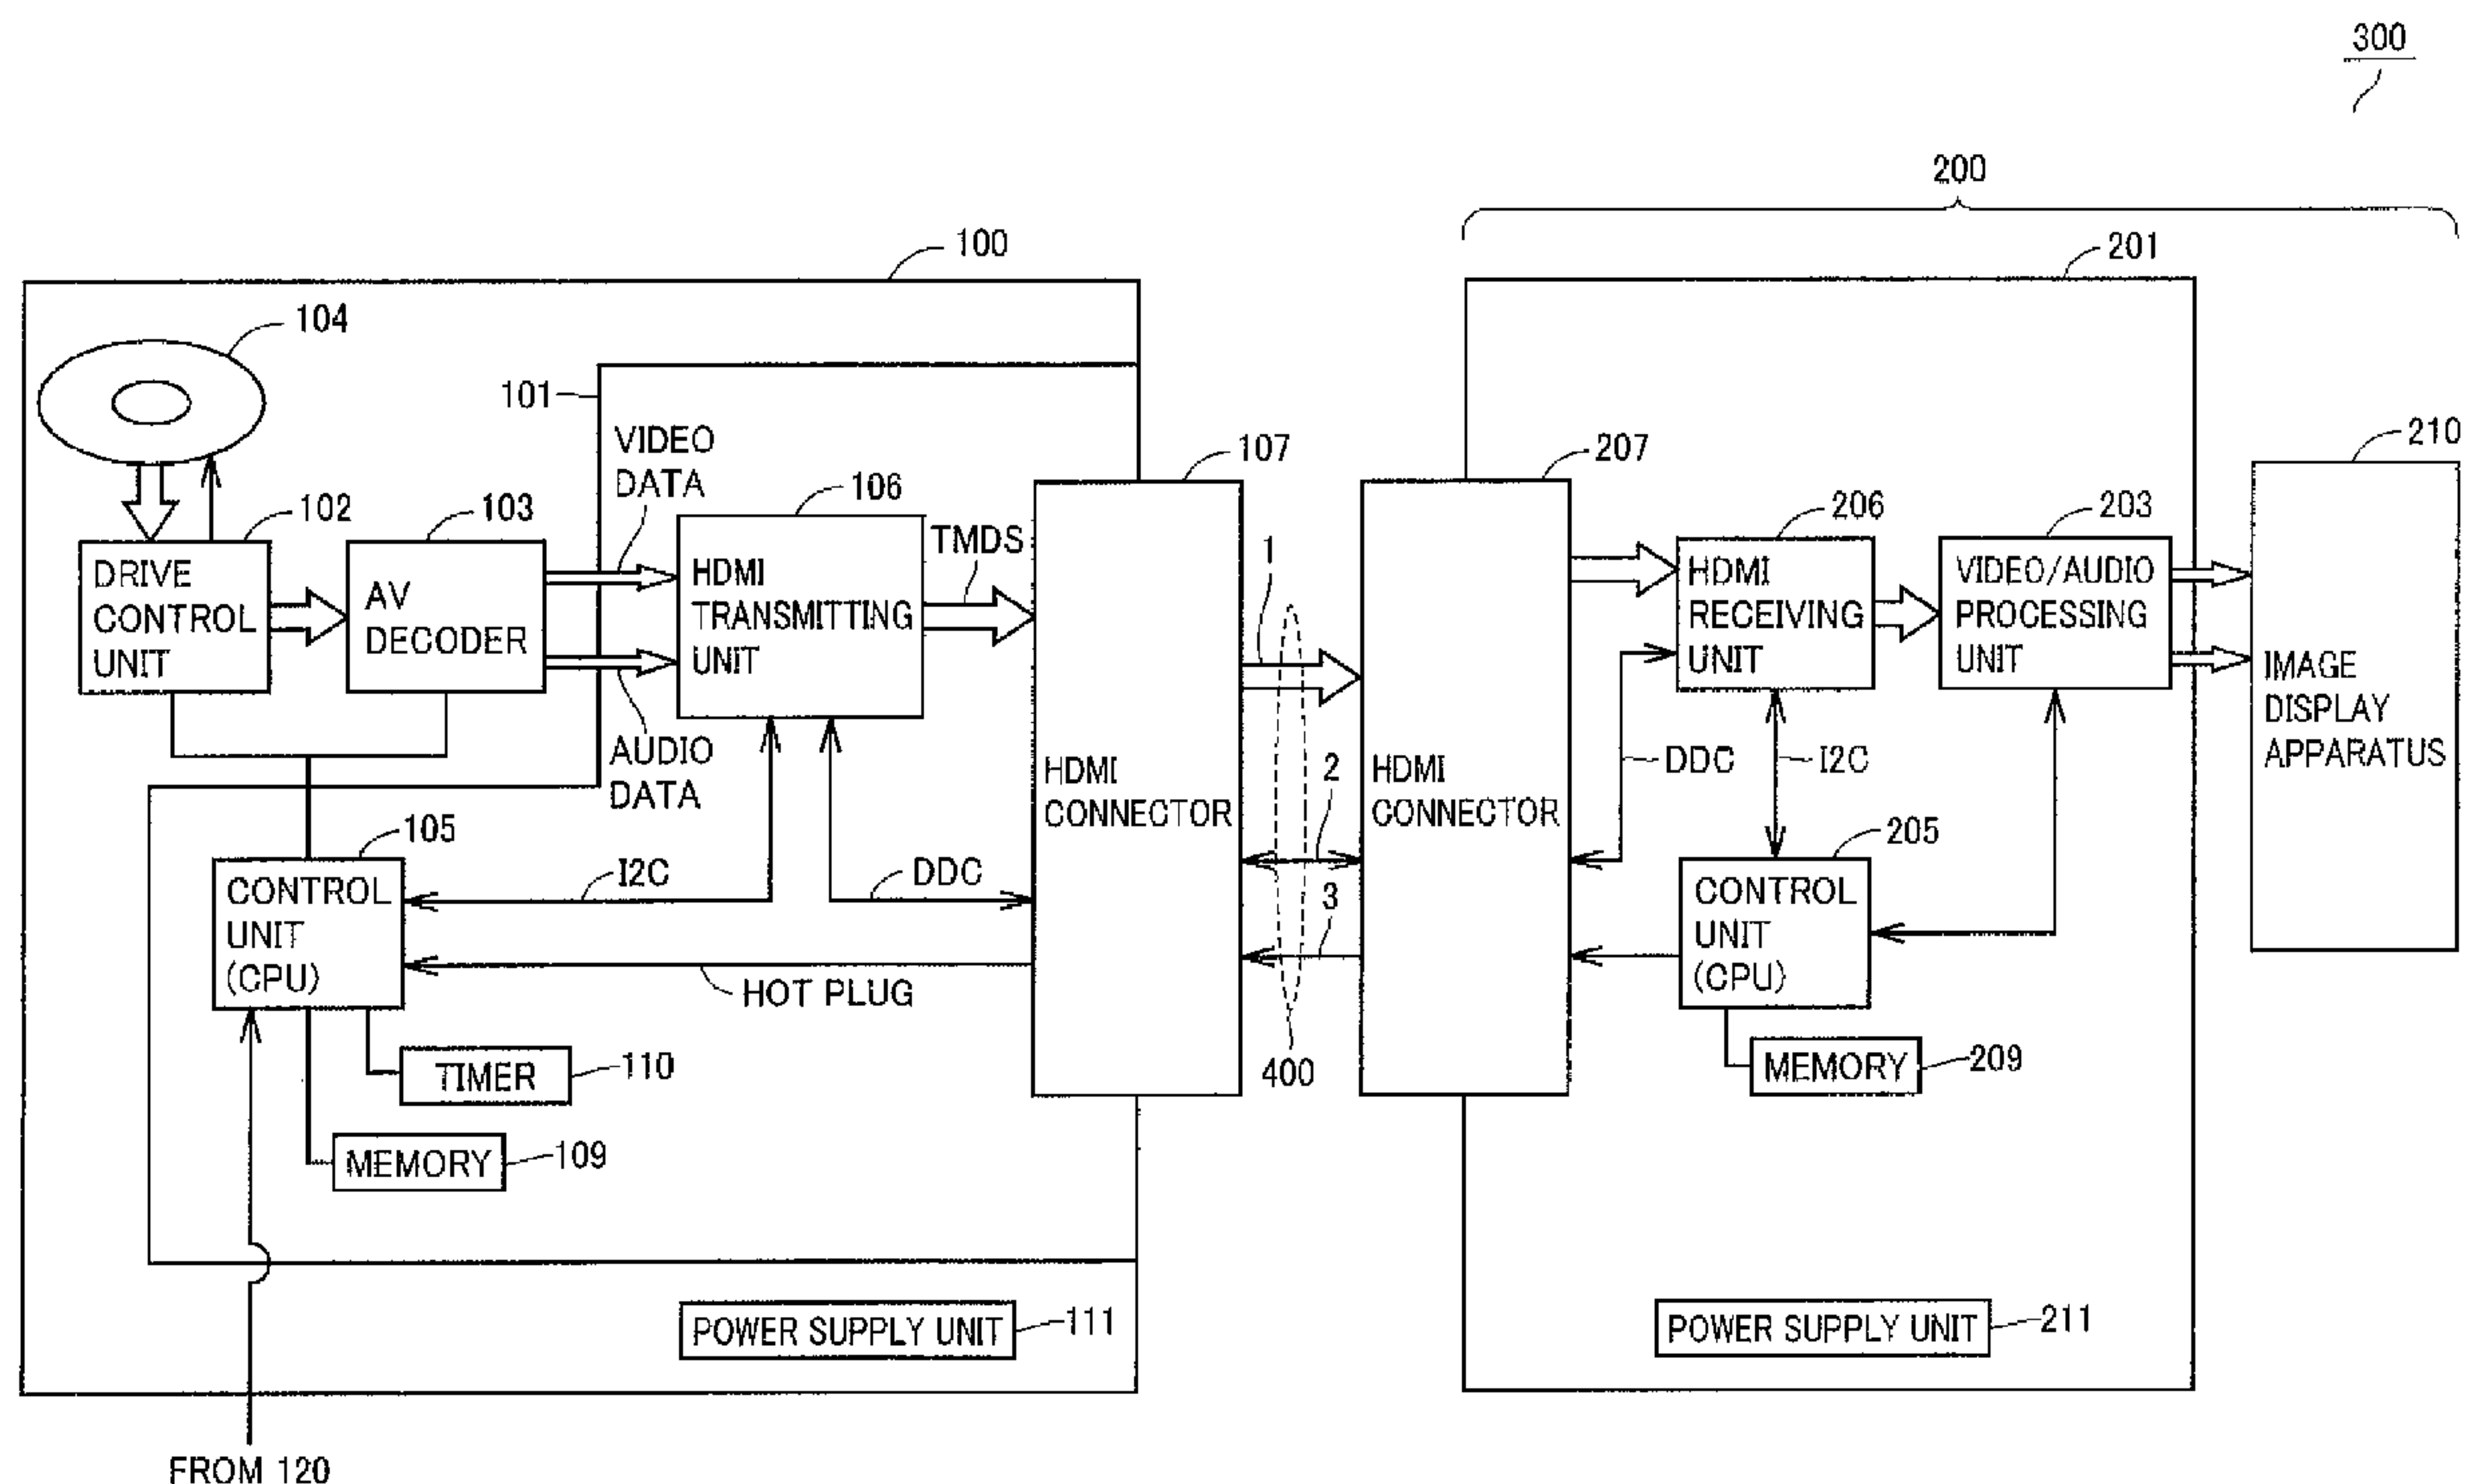 300
200
100
201
104
101
VIDEO
DATA
107
207
210
102
103
106
206
203
TMDS
1
DRIVE
CONTROL
UNIT
AV
DECODER
HDMI
TRANSMITTING
UNIT
HDMI
RECEIVING
UNIT
VIDEO/AUDIO
PROCESSING
UNIT
IMAGE
DISPLAY
APPARATUS
AUDIO
DATA
HDMI
CONNECTOR
2
HDMI
CONNECTOR
DDC
I2C
105
205
CONTROL
UNIT
(CPU)
I2C
DDC
3
CONTROL
UNIT
(CPU)
HOT PLUG
TIMER
110
400
MEMORY
209
MEMORY
109
POWER SUPPLY UNIT
111
POWER SUPPLY UNIT
211
FROM 120